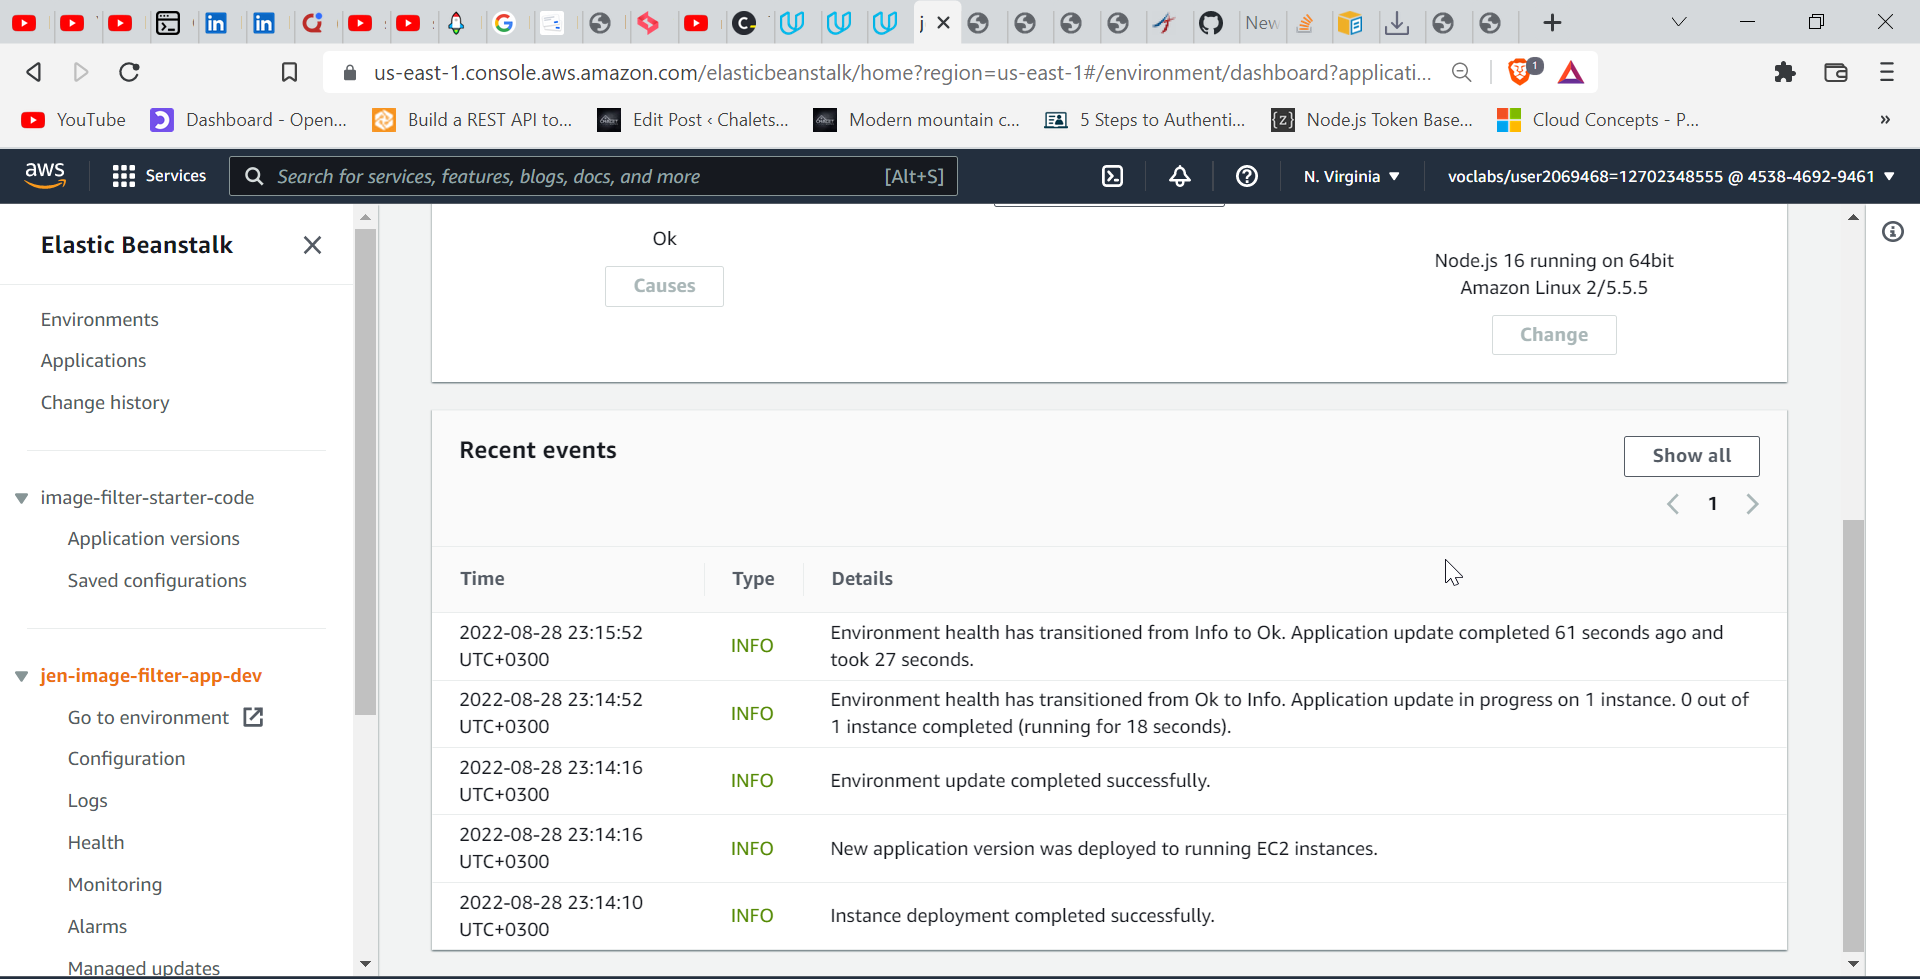 j
New
us-east-1.console.aws.amazon.com/elasticbeanstalk/home?region=us-east-1#/environment/dashboard?applicati...
1
YouTube
Dashboard - Open...
Build a REST API to...
Edit Post ‹ Chalets...
Modern mountain c...
5 Steps to Authenti...
{z}
Node.js Token Base...
Cloud Concepts - P...
»
aws
Services
Search for services, features, blogs, docs, and more
[Alt+S]
N. Virginia ▼
voclabs/user2069468=12702348555 @ 4538-4692-9461 ▼
Elastic Beanstalk
Environments
Applications
Change history
image-filter-starter-code
Application versions
Saved configurations
jen-image-filter-app-dev
Go to environment
Configuration
Logs
Health
Monitoring
Alarms
Managed updates
Ok
Causes
Node.js 16 running on 64bit
Amazon Linux 2/5.5.5
Change
Recent events
Show all
1
Time
Type
Details
2022-08-28 23:15:52
UTC+0300
INFO
Environment health has transitioned from Info to Ok. Application update completed 61 seconds ago and
took 27 seconds.
2022-08-28 23:14:52
UTC+0300
INFO
Environment health has transitioned from Ok to Info. Application update in progress on 1 instance. 0 out of
1 instance completed (running for 18 seconds).
2022-08-28 23:14:16
UTC+0300
INFO
Environment update completed successfully.
2022-08-28 23:14:16
UTC+0300
INFO
New application version was deployed to running EC2 instances.
2022-08-28 23:14:10
UTC+0300
INFO
Instance deployment completed successfully.